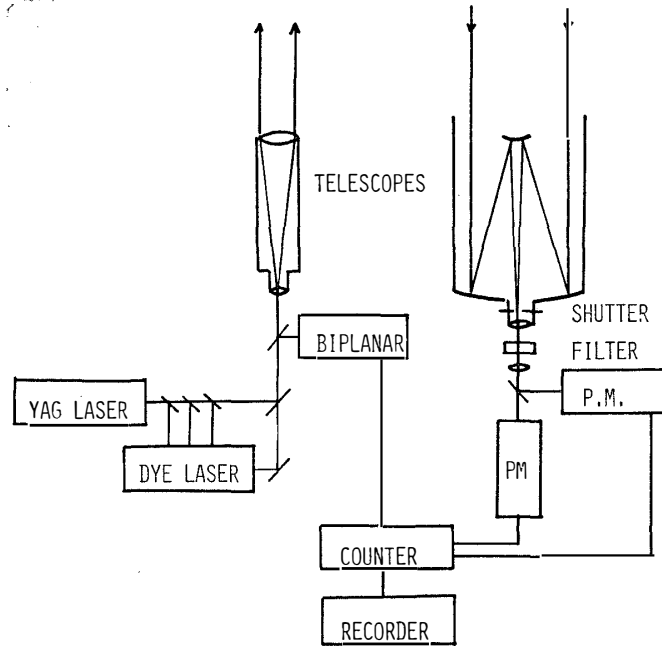 TELESCOPES
SHUTTER
BIPLANAR
FILTER
YAG LASER
P.M.
DYE LASER
PM
COUNTER
RECORDER